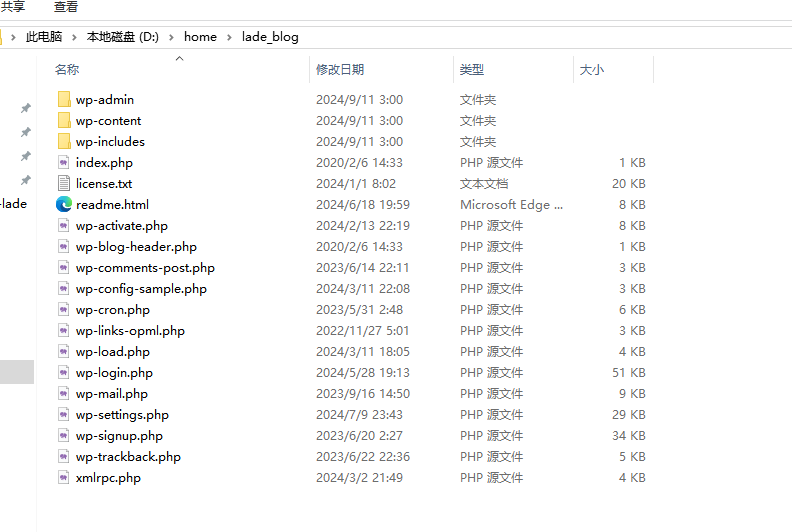 共享 查看
此电脑 本地磁盘 (D:) home lade_blog
名称 修改日期 类型 大小
wp-admin 2024/9/11 3:00 文件夹
wp-content 2024/9/11 3:00 文件夹
wp-includes 2024/9/11 3:00 文件夹
index.php 2020/2/6 14:33 PHP 源文件 1 KB
license.txt 2024/1/1 8:02 文本文档 20 KB
-lade readme.html 2024/6/18 19:59 Microsoft Edge ... 8 KB
wp-activate.php 2024/2/13 22:19 PHP 源文件 8 KB
wp-blog-header.php 2020/2/6 14:33 PHP 源文件 1 KB
wp-comments-post.php 2023/6/14 22:11 PHP 源文件 3 KB
wp-config-sample.php 2024/3/11 22:08 PHP 源文件 3 KB
wp-cron.php 2023/5/31 2:48 PHP 源文件 6 KB
wp-links-opml.php 2022/11/27 5:01 PHP 源文件 3 KB
wp-load.php 2024/3/11 18:05 PHP 源文件 4 KB
wp-login.php 2024/5/28 19:13 PHP 源文件 51 KB
wp-mail.php 2023/9/16 14:50 PHP 源文件 9 KB
wp-settings.php 2024/7/9 23:43 PHP 源文件 29 KB
wp-signup.php 2023/6/20 2:27 PHP 源文件 34 KB
wp-trackback.php 2023/6/22 22:36 PHP 源文件 5 KB
xmlrpc.php 2024/3/2 21:49 PHP 源文件 4 KB